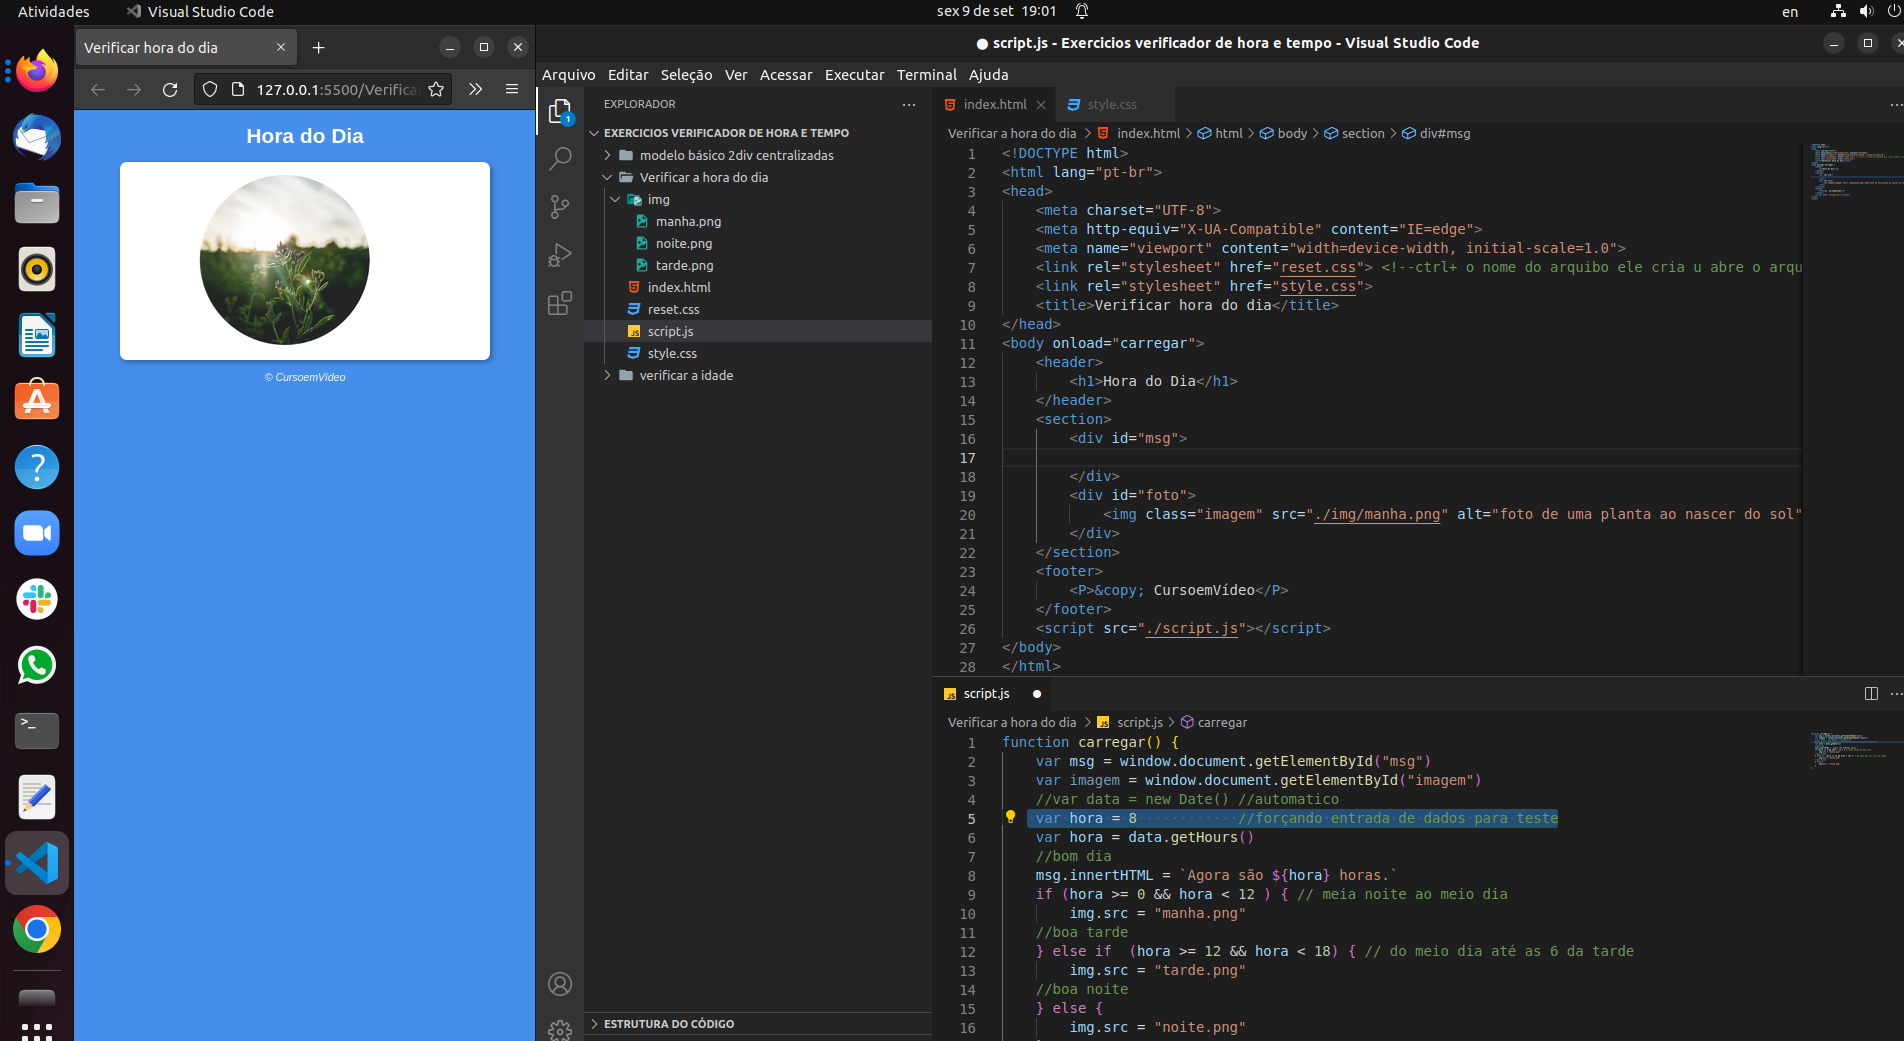 Atividades
Visual Studio Code
sex 9 de set 19:01
en
Verificar hora do dia
127.0.0.1:5500/Verifica
Hora do Dia
© CursoemVídeo
script.js - Exercicios verificador de hora e tempo - Visual Studio Code
Arquivo Editar Seleção Ver Acessar Executar Terminal Ajuda
EXPLORADOR
EXERCICIOS VERIFICADOR DE HORA E TEMPO
modelo básico 2div centralizadas
Verificar a hora do dia
img
manha.png
noite.png
tarde.png
index.html
reset.css
JS script.js
style.css
verificar a idade
ESTRUTURA DO CÓDIGO
1
index.html
style.css
Verificar a hora do dia > index.html > html > body > section > div#msg
1 <!DOCTYPE html>
2 <html lang="pt-br">
3 <head>
4 <meta charset="UTF-8">
5 <meta http-equiv="X-UA-Compatible" content="IE=edge">
6 <meta name="viewport" content="width=device-width, initial-scale=1.0">
7 <link rel="stylesheet" href="reset.css"> <!--ctrl+ o nome do arquibo ele cria u abre o arqu
8 <link rel="stylesheet" href="style.css">
9 <title>Verificar hora do dia</title>
10 </head>
11 <body onload="carregar">
12 <header>
13 <h1>Hora do Dia</h1>
14 </header>
15 <section>
16 <div id="msg">
17
18 </div>
19 <div id="foto">
20 <img class="imagem" src="./img/manha.png" alt="foto de uma planta ao nascer do sol"
21 </div>
22 </section>
23 <footer>
24 <P>&copy; CursoemVídeo</P>
25 </footer>
26 <script src="./script.js"></script>
27 </body>
28 </html>
JS script.js
Verificar a hora do dia > JS script.js > carregar
1 function carregar() {
2 var msg = window.document.getElementById("msg")
3 var imagem = window.document.getElementById("imagem")
4 //var data = new Date() //automatico
5 var hora = 8 //forçando entrada de dados para teste
6 var hora = data.getHours()
7 //bom dia
8 msg.innertHTML = `Agora são ${hora} horas.`
9 if (hora >= 0 && hora < 12 ) { // meia noite ao meio dia
10 img.src = "manha.png"
11 //boa tarde
12 } else if (hora >= 12 && hora < 18) { // do meio dia até as 6 da tarde
13 img.src = "tarde.png"
14 //boa noite
15 } else {
16 img.src = "noite.png"